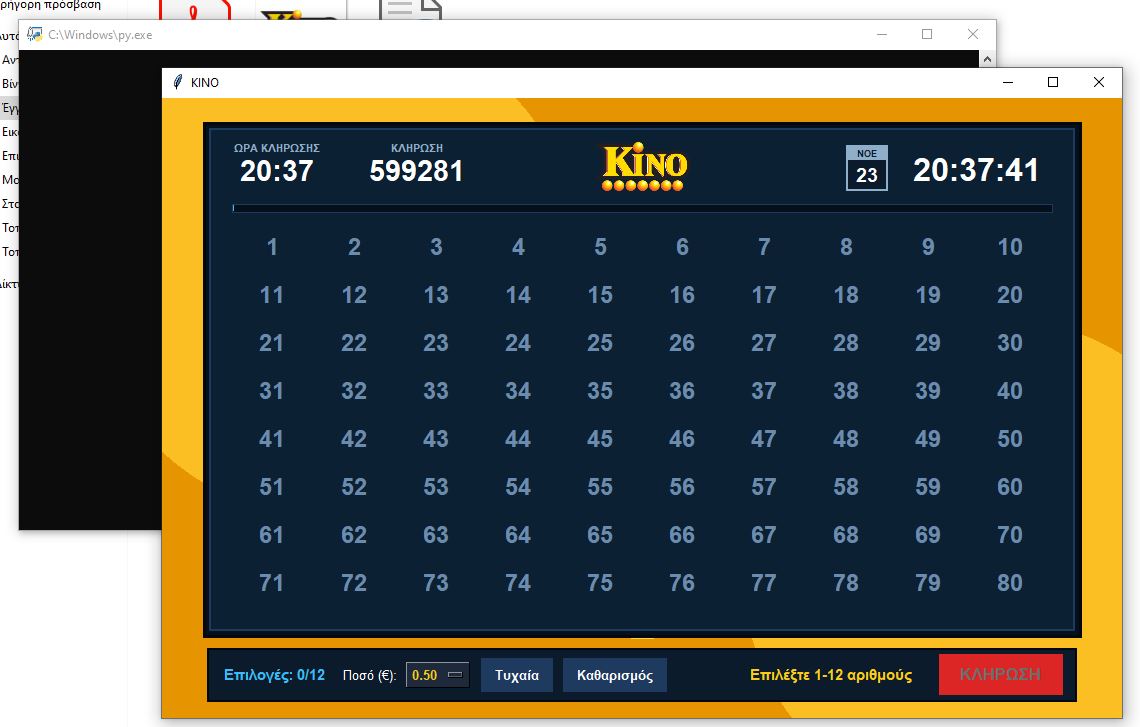 ρήγορη πρόσβαση
C:\Windows\py.exe
KINO
ΩΡΑ ΚΛΗΡΩΣΗΣ
ΚΛΗΡΩΣΗ
20:37
599281
KINO
ΝΟΕ
23
20:37:41
1 2 3 4 5 6 7 8 9 10
11 12 13 14 15 16 17 18 19 20
21 22 23 24 25 26 27 28 29 30
31 32 33 34 35 36 37 38 39 40
41 42 43 44 45 46 47 48 49 50
51 52 53 54 55 56 57 58 59 60
61 62 63 64 65 66 67 68 69 70
71 72 73 74 75 76 77 78 79 80
Επιλογές: 0/12 Ποσό (€): 0.50 Τυχαία Καθαρισμός Επιλέξτε 1-12 αριθμούς ΚΛΗΡΩΣΗ